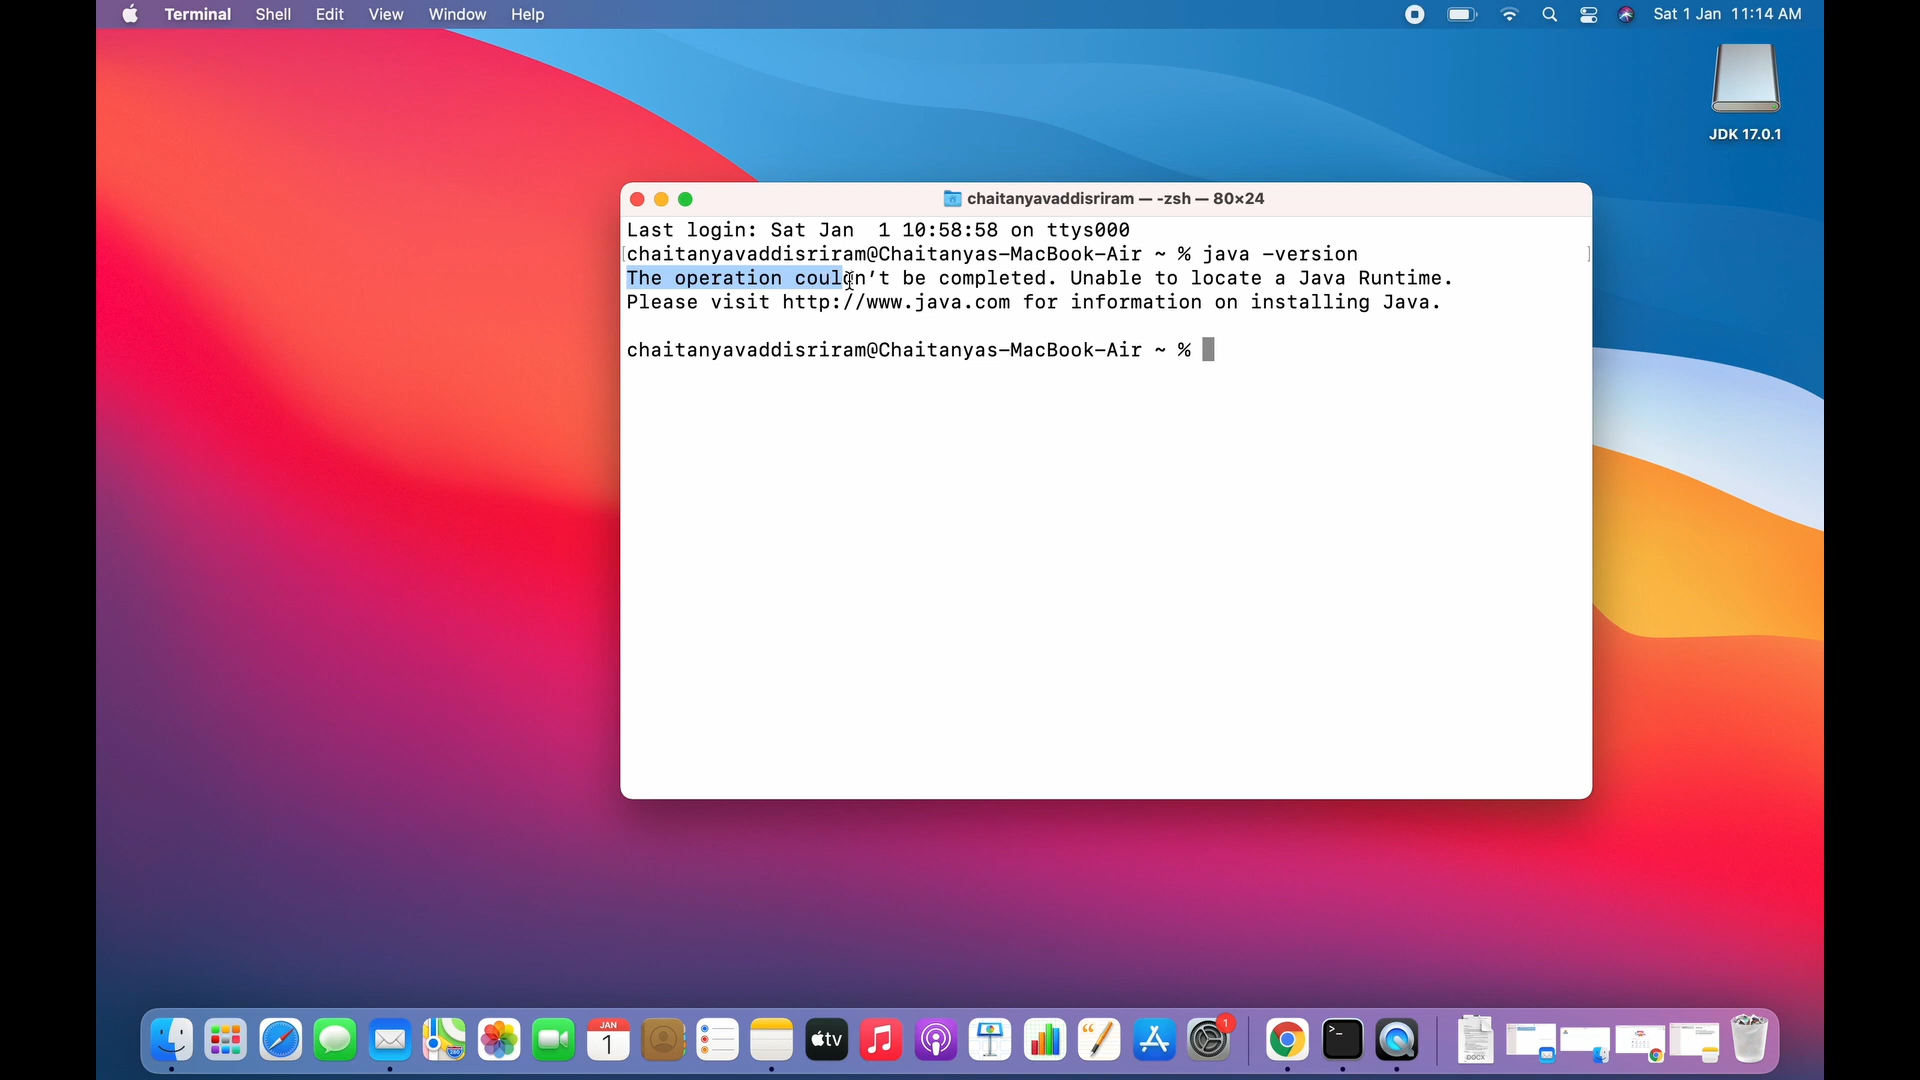 Terminal Shell Edit View Window Help Sat 1 Jan 11:14 AM
JDK 17.0.1
chaitanyavaddisriram — -zsh — 80×24
Last login: Sat Jan  1 10:58:58 on ttys000
[chaitanyavaddisriram@Chaitanyas-MacBook-Air ~ % java -version ]
The operation couldn’t be completed. Unable to locate a Java Runtime.
Please visit http://www.java.com for information on installing Java.
chaitanyavaddisriram@Chaitanyas-MacBook-Air ~ %
JAN
1
tv
1
>_
DOCX